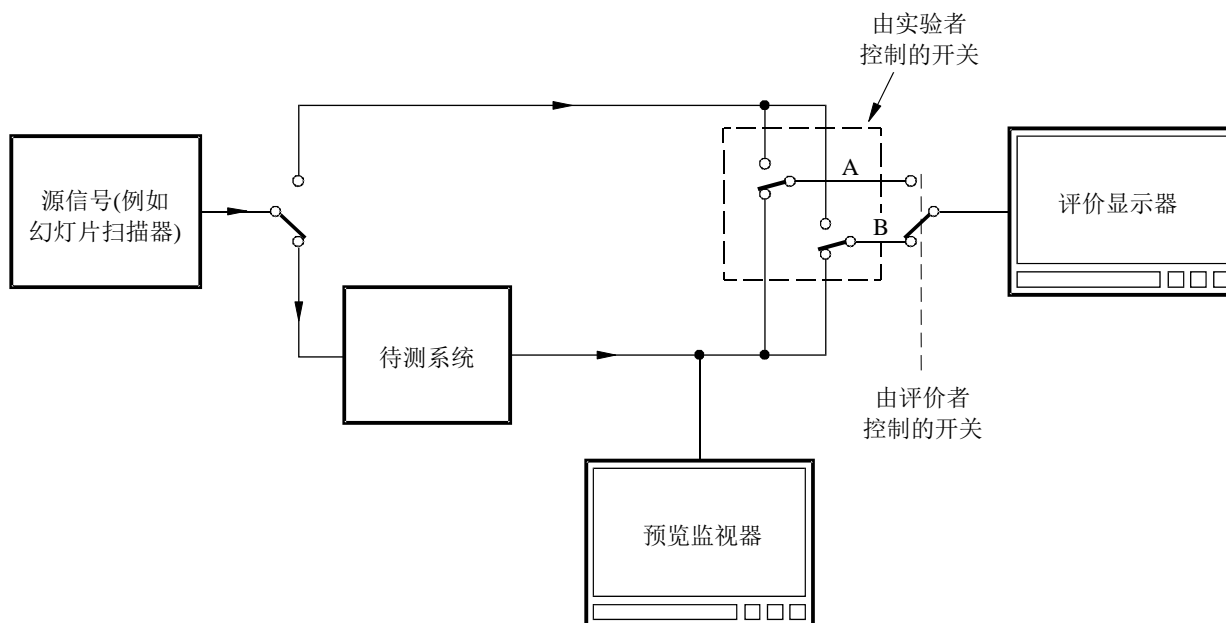 由实验者
控制的开关
源信号(例如
幻灯片扫描器)
A
B
评价显示器
待测系统
由评价者
控制的开关
预览监视器